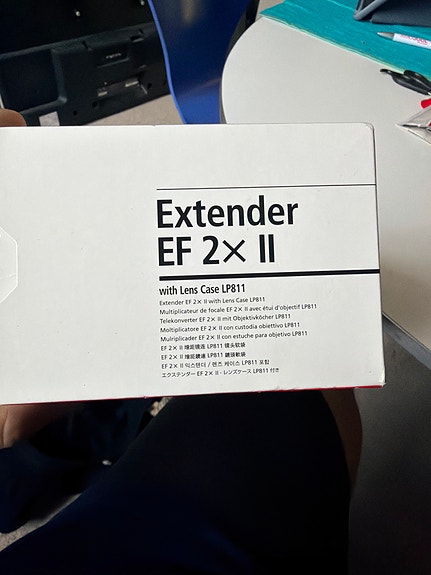 Extender
EF 2× II
with Lens Case LP811
Extender EF 2× II with Lens Case LP811
Multiplicateur de focale EF 2× II avec étui d'objectif LP811
Telekonverter EF 2× II mit Objektivköcher LP811
Moltiplicatore EF 2× II con custodia obiettivo LP811
Mulriplicador EF 2× II con estuche para objetivo LP811
EF 2× II 增距镜连 LP811 镜头软袋
EF 2× II 增距鏡連 LP811 鏡頭軟袋
EF 2× II 익스텐더 / 렌즈 케이스 LP811 포함
エクステンダー EF 2× II・レンズケース LP811 付き